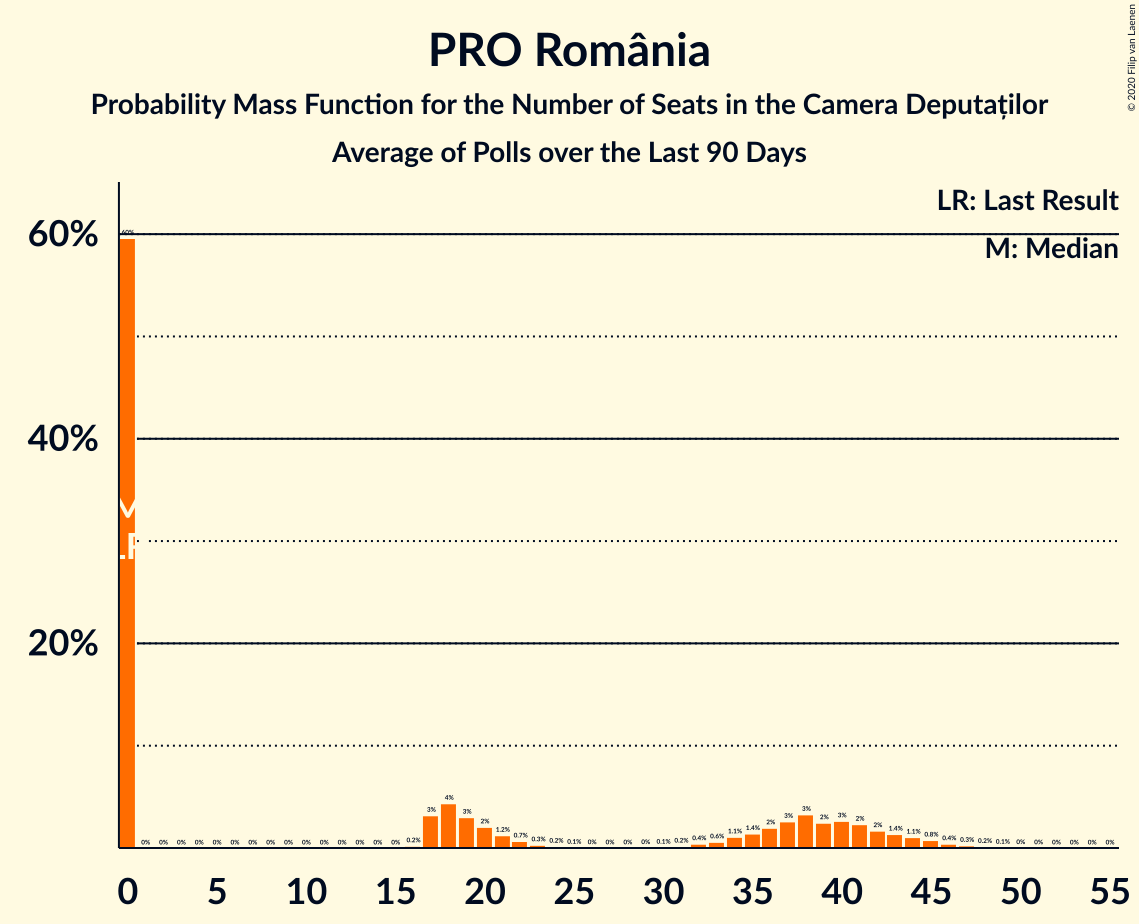 PRO România
Probability Mass Function for the Number of Seats in the Camera Deputaților
Average of Polls over the Last 90 Days
© 2020 Filip van Laenen
LR: Last Result
M: Median
60%
40%
20%
60%
M
LR
0% 0% 0% 0% 0% 0% 0% 0% 0% 0% 0% 0% 0% 0% 0% 0.2% 3% 4% 3% 2% 1.2% 0.7% 0.3% 0.2% 0.1% 0% 0% 0% 0% 0.1% 0.2% 0.4% 0.6% 1.1% 1.4% 2% 3% 3% 2% 3% 2% 2% 1.4% 1.1% 0.8% 0.4% 0.3% 0.2% 0.1% 0% 0% 0% 0% 0% 0%
0 5 10 15 20 25 30 35 40 45 50 55